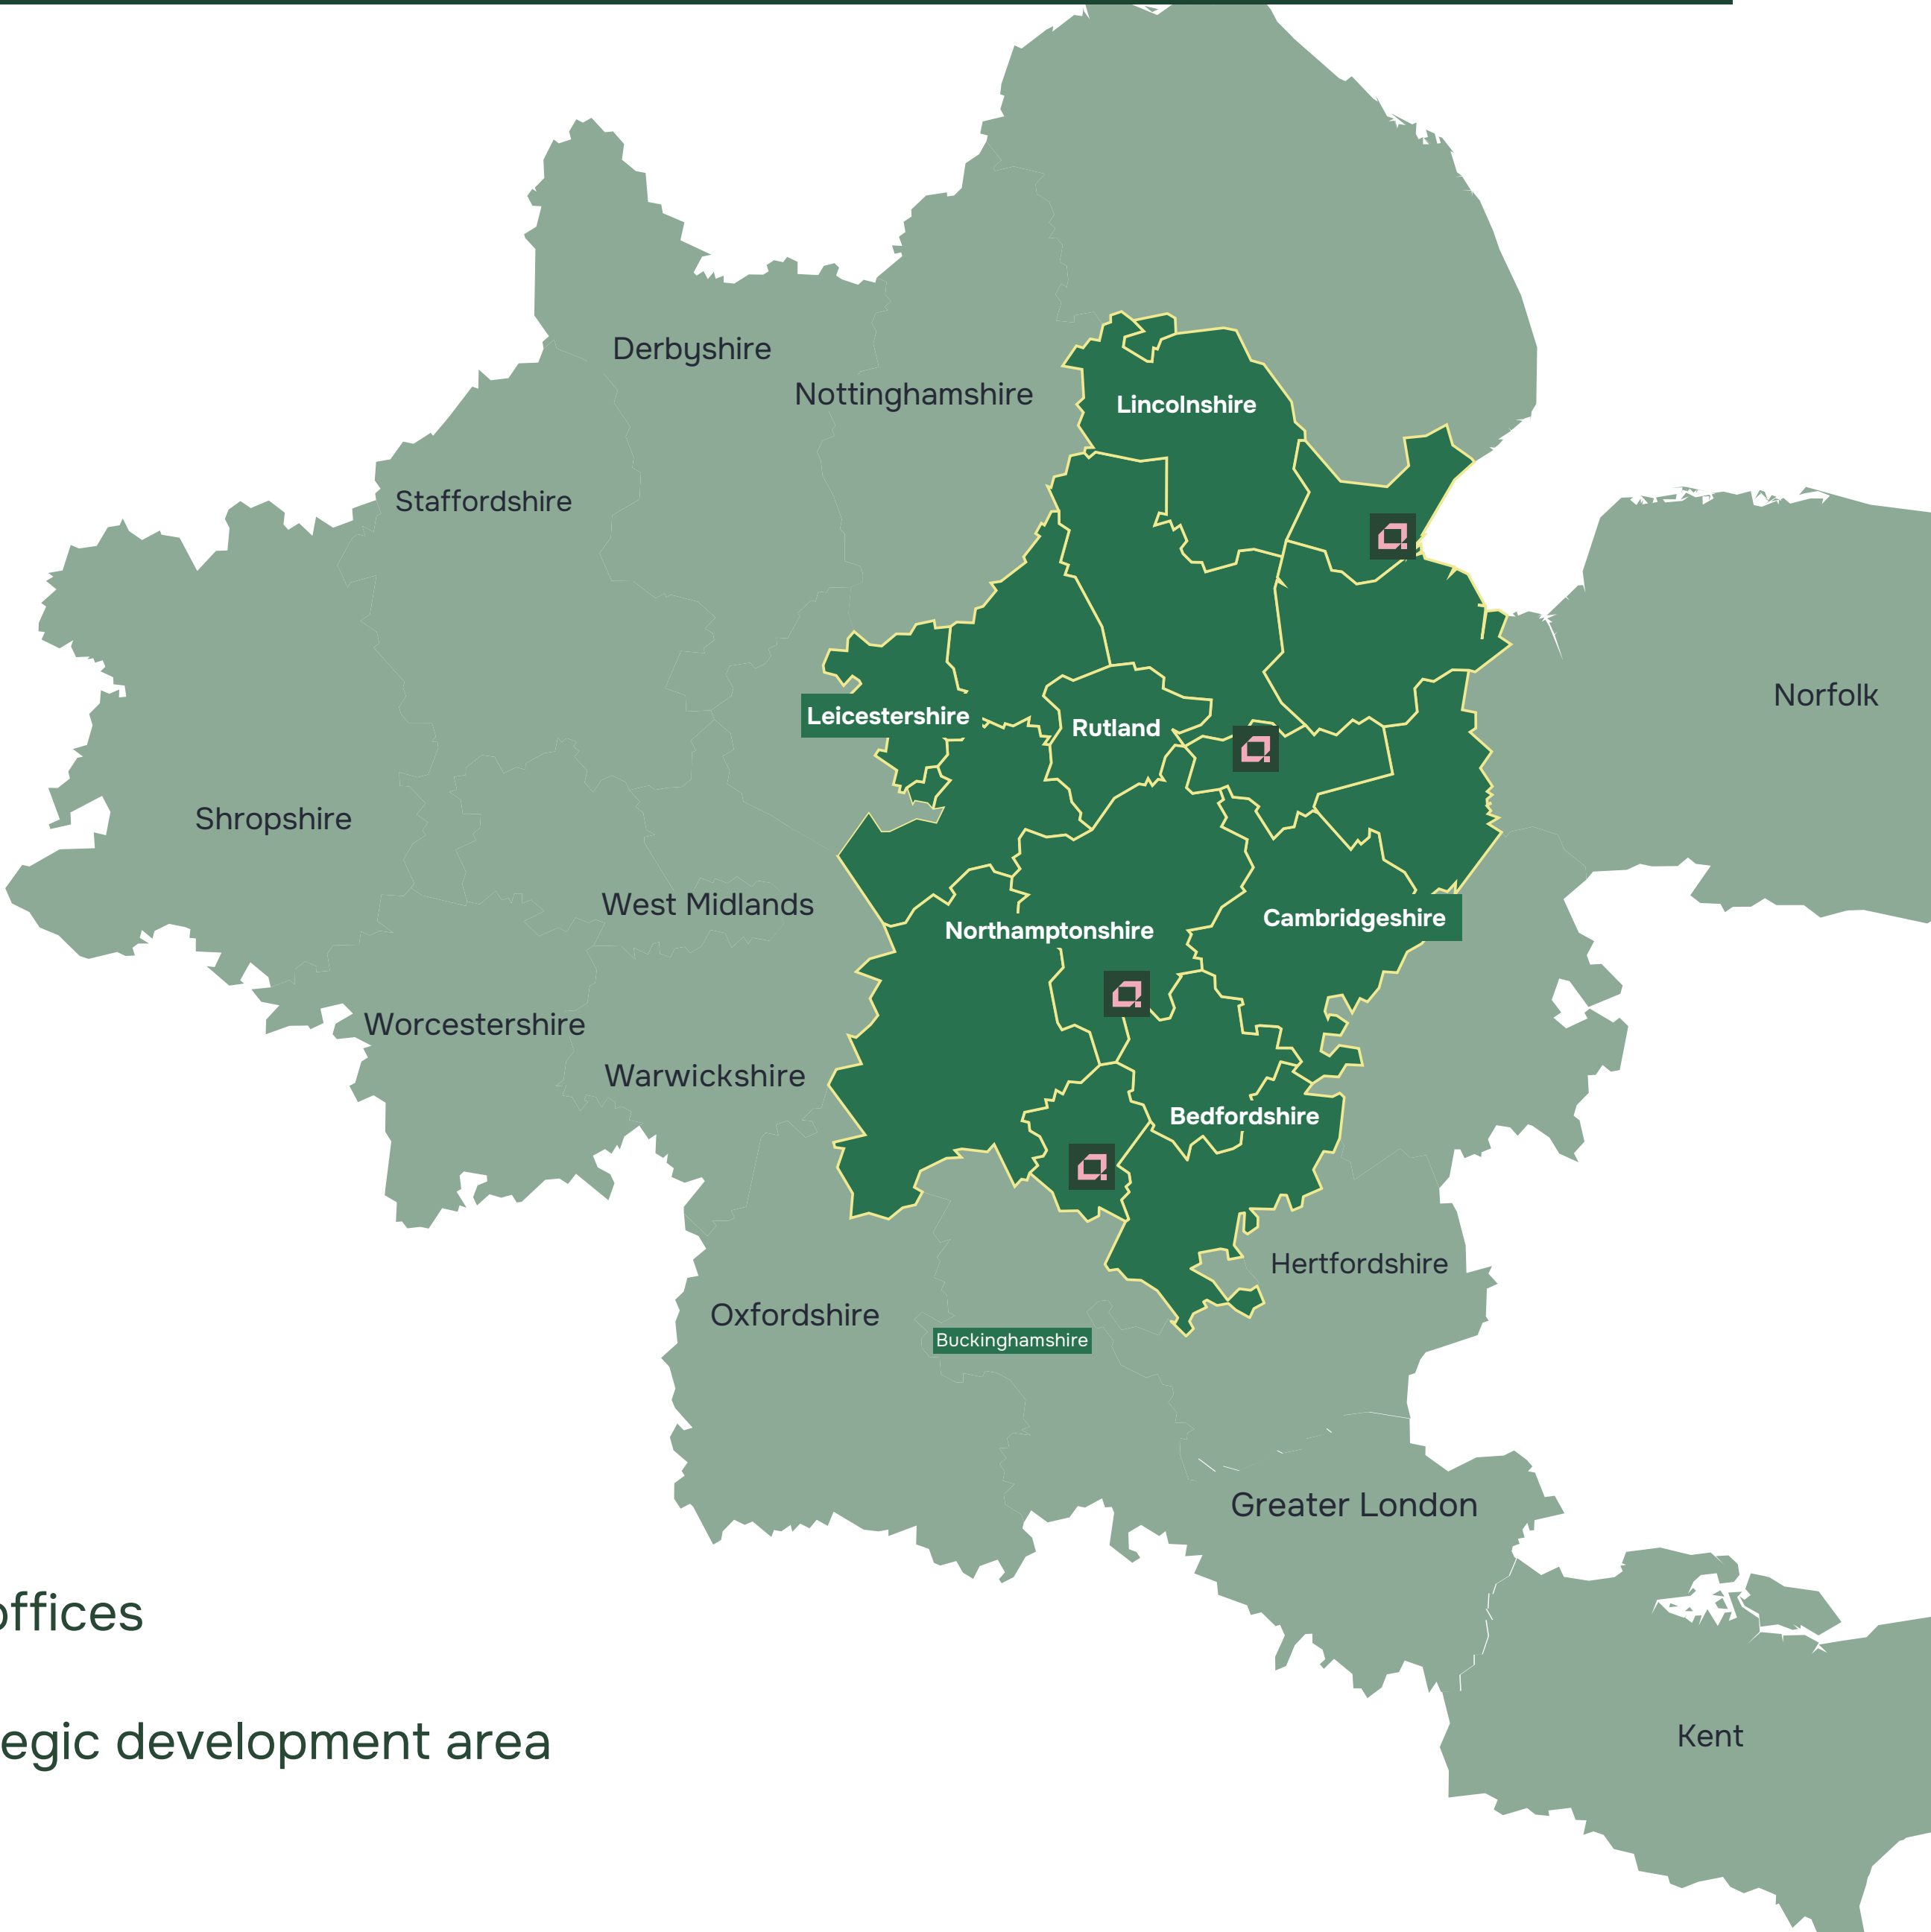 Derbyshire
Nottinghamshire
Lincolnshire
Staffordshire
Norfolk
Leicestershire
Rutland
Shropshire
West Midlands
Cambridgeshire
Northamptonshire
Worcestershire
Warwickshire
Bedfordshire
Hertfordshire
Oxfordshire
Buckinghamshire
Greater London
offices
egic development area
Kent